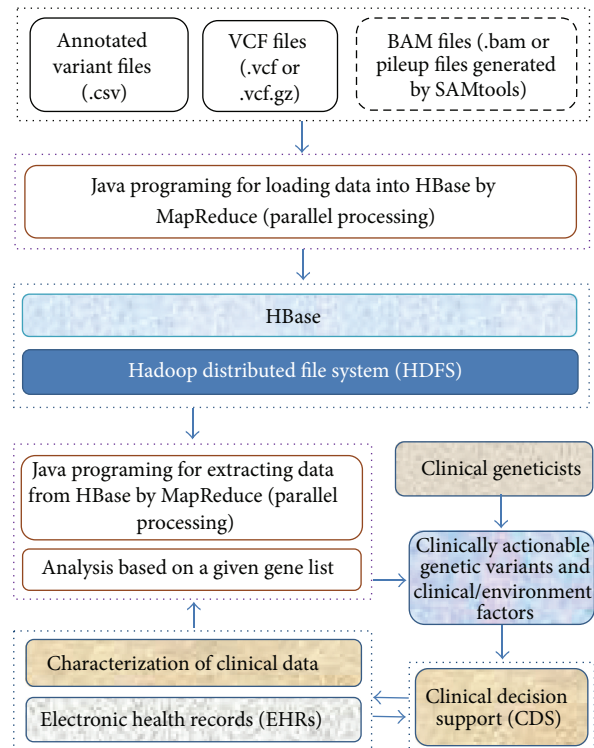 Annotated
variant files
(.csv)
VCF files
(.vcf or
.vcf.gz)
BAM files (.bam or
pileup files generated
by SAMtools)
Java programing for loading data into HBase by
MapReduce (parallel processing)
HBase
Hadoop distributed file system (HDFS)
Java programing for extracting data
from HBase by MapReduce (parallel
processing)
Analysis based on a given gene list
Clinical geneticists
Clinically actionable
genetic variants and
clinical/environment
factors
Characterization of clinical data
Electronic health records (EHRs)
Clinical decision
support (CDS)